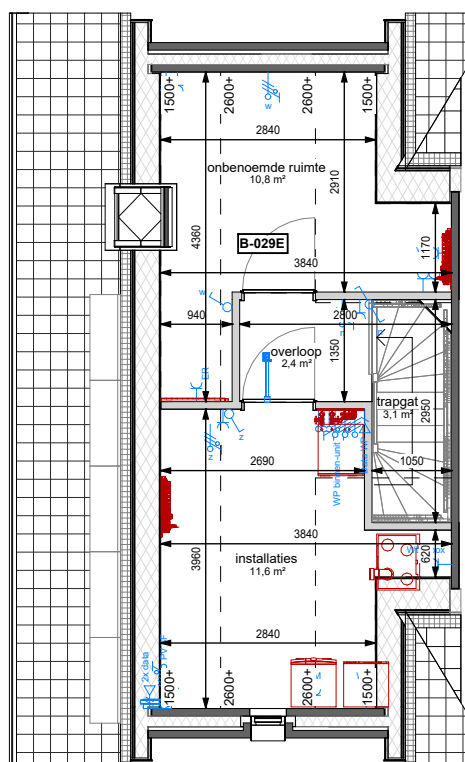 1500+ 2600+ 2600+ 1500+
w
2840
onbenoemde ruimte
10,8 m²
2910
4360
B-029E
1170
3840
w
940
2800
1350
overloop
2,4 m²
ER
trapgat
3,1 m²
2950
z
z
2690
1050
WP binnen-unit
3840
620
3960
installaties
11,6 m²
2840
2x data
1500+ 2600+ 2600+ 1500+